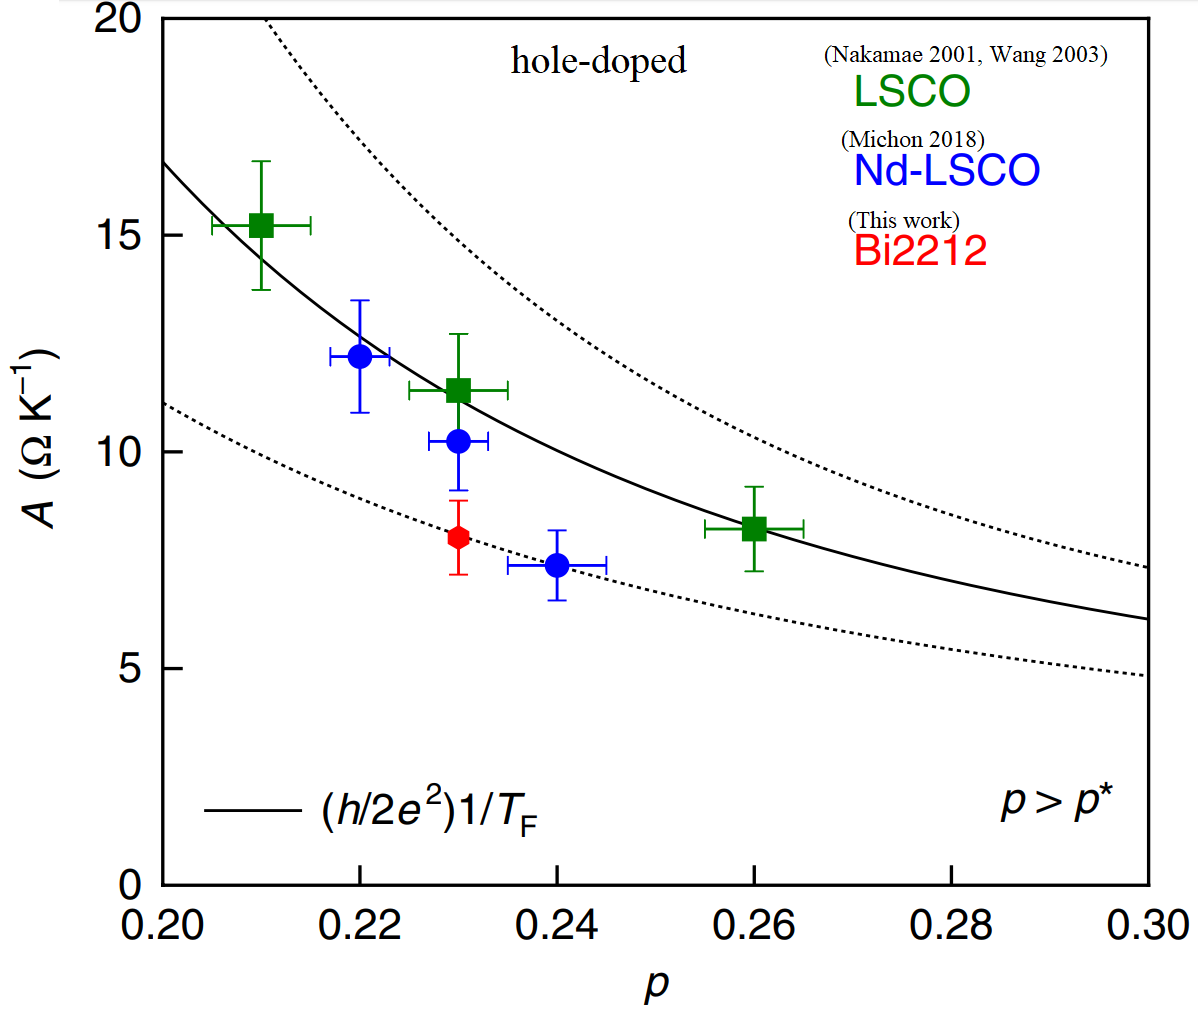 20
hole-doped
(Nakamae 2001, Wang 2003)
LSCO
(Michon 2018)
Nd-LSCO
(This work)
Bi2212
15
10
5
0
A (Ω K⁻¹)
(h/2e²)1/T_F
p > p*
0.20 0.22 0.24 0.26 0.28 0.30
p